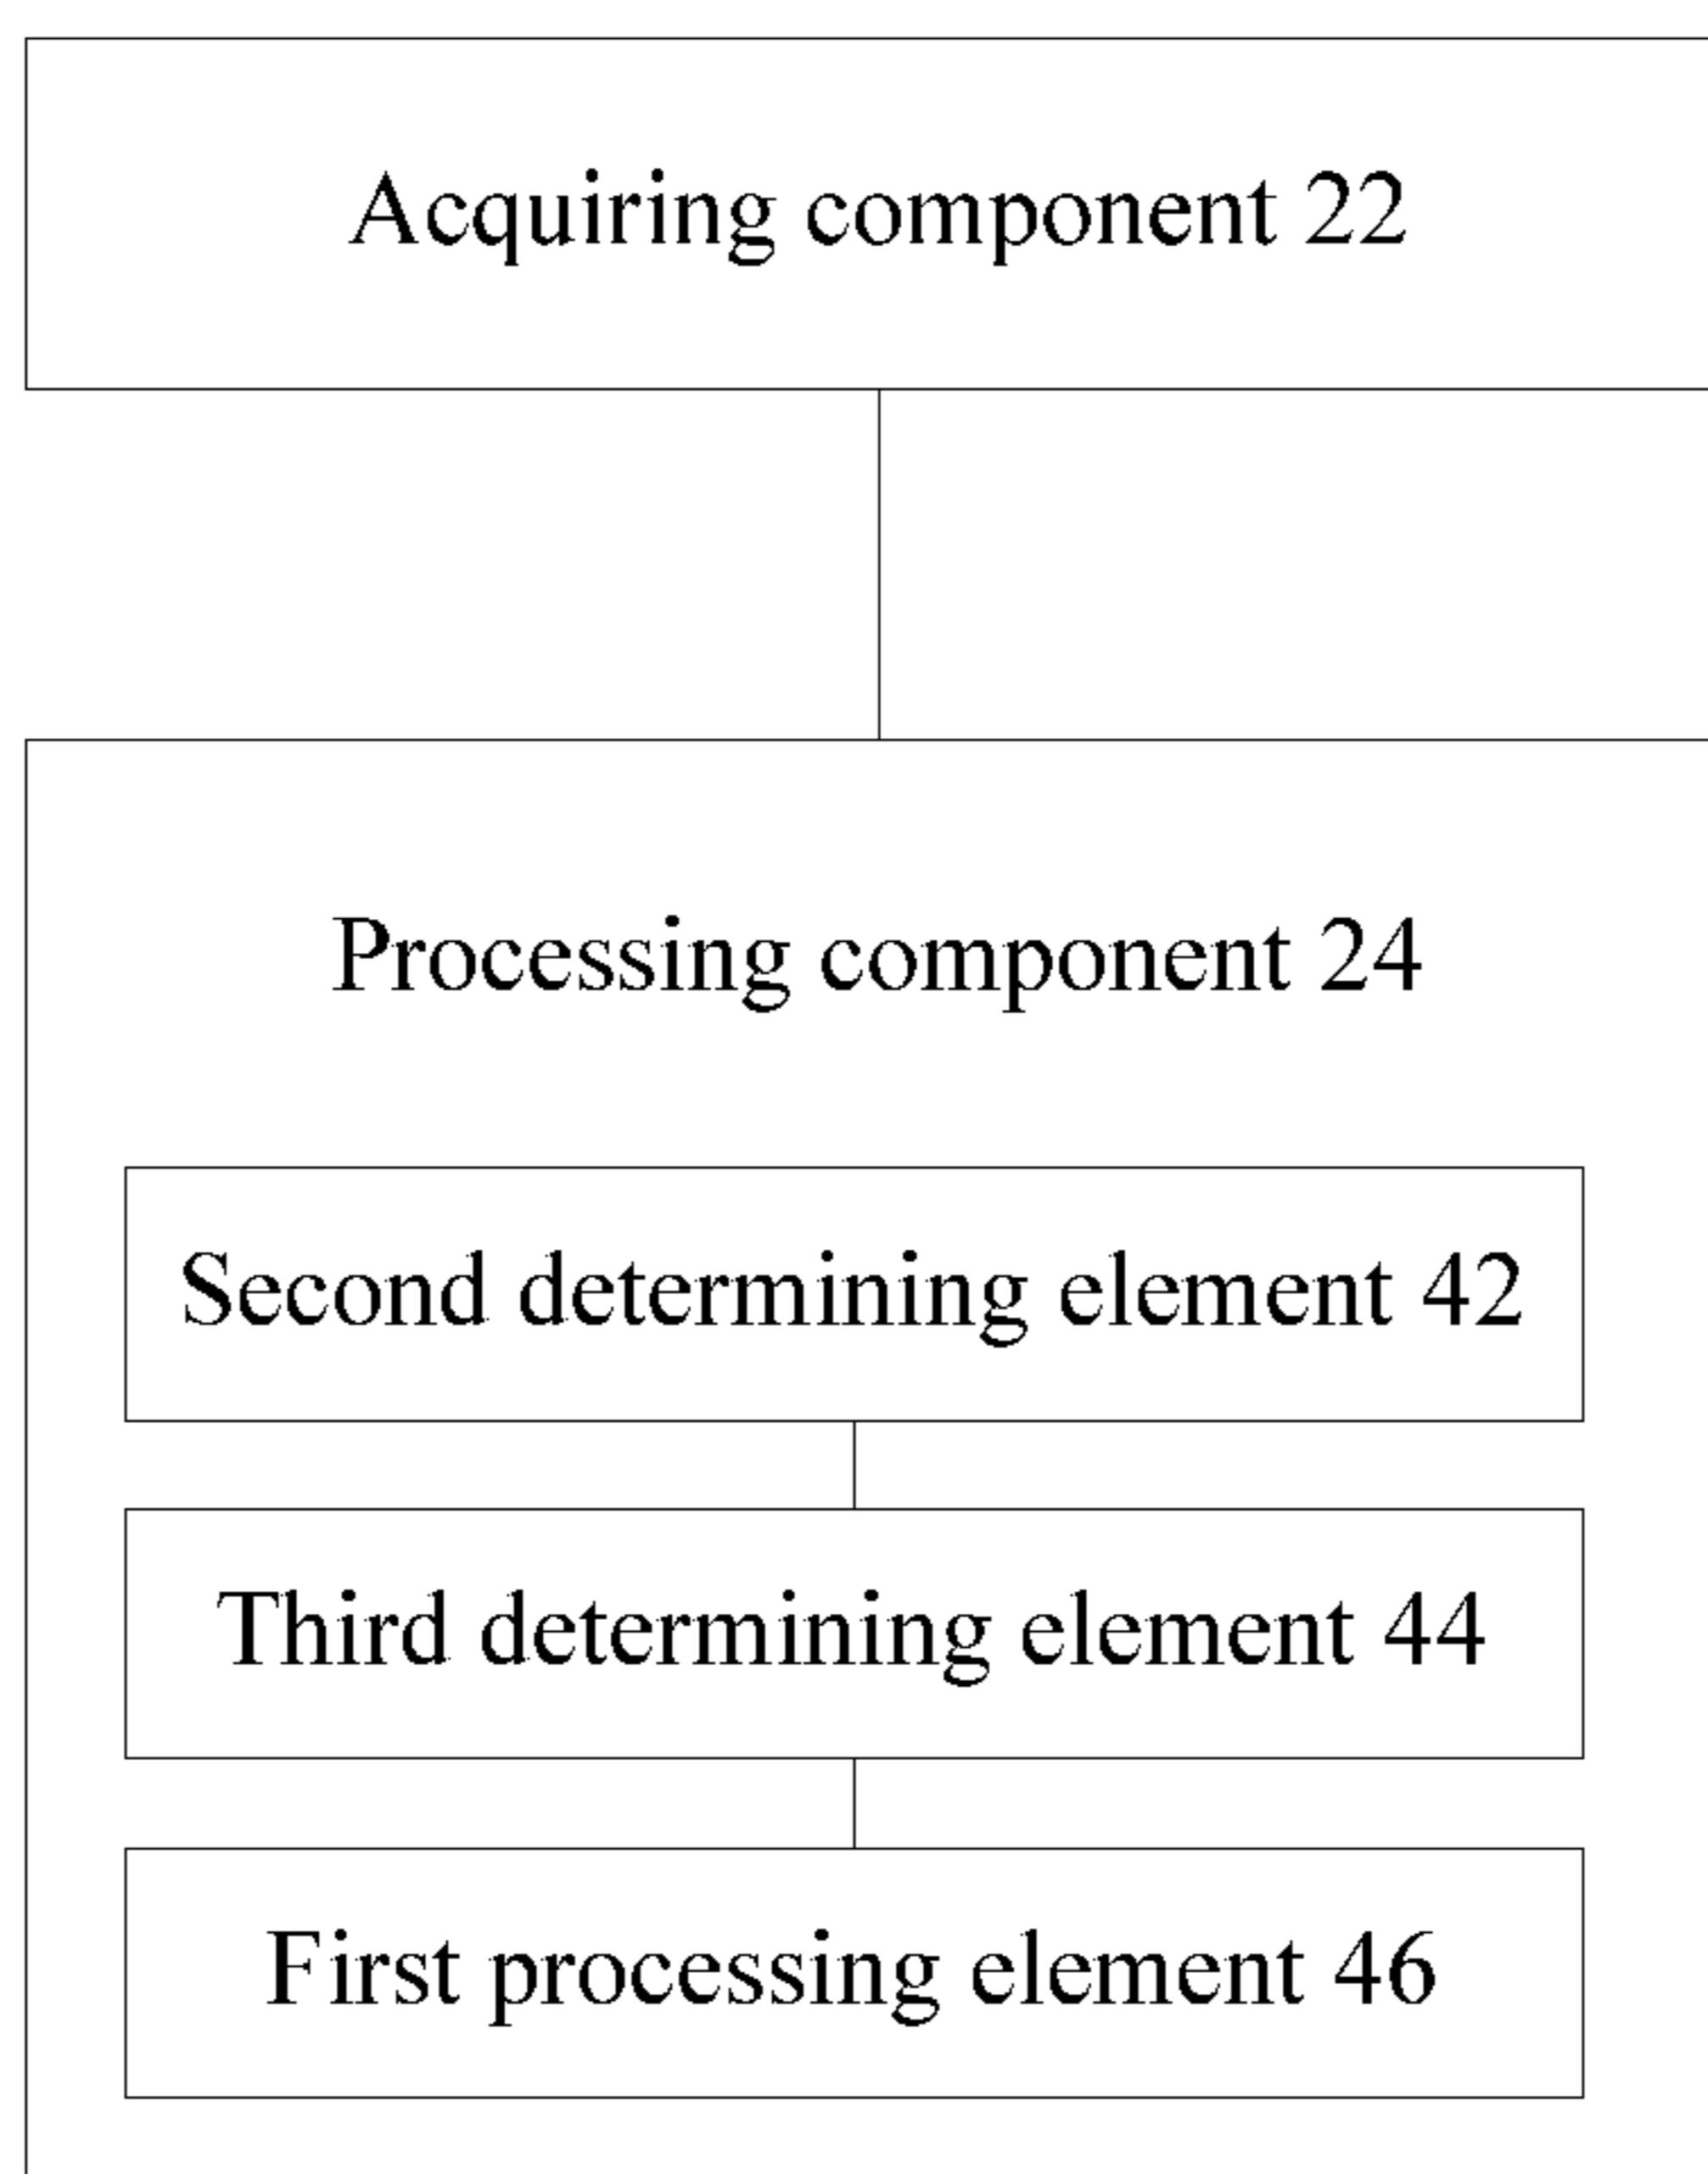 Acquiring component 22
Processing component 24
Second determining element 42
Third determining element 44
First processing element 46